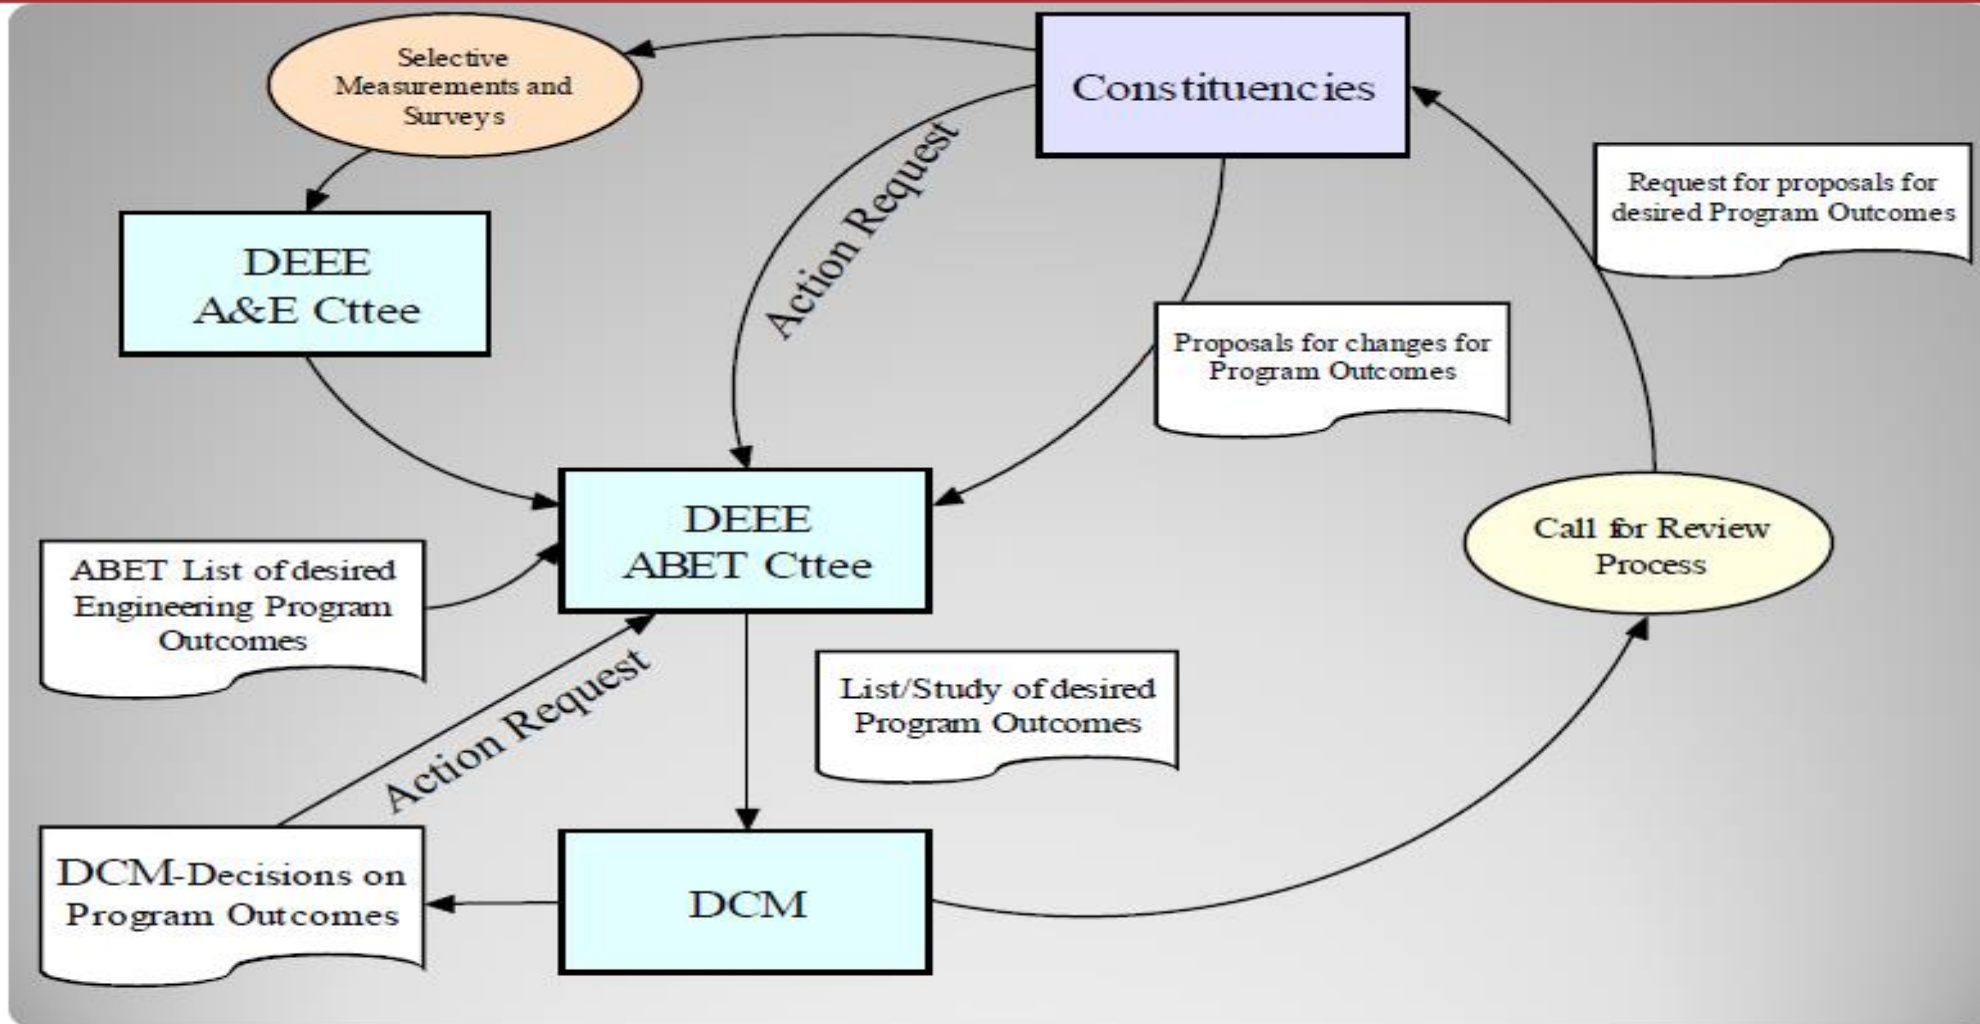 Selective
Measurements and
Surveys
Constituencies
Request for proposals for
desired Program Outcomes
Action Request
DEEE
A&E Cttee
Proposals for changes for
Program Outcomes
DEEE
ABET Cttee
Call for Review
Process
ABET List of desired
Engineering Program
Outcomes
List/Study of desired
Program Outcomes
Action Request
DCM-Decisions on
Program Outcomes
DCM